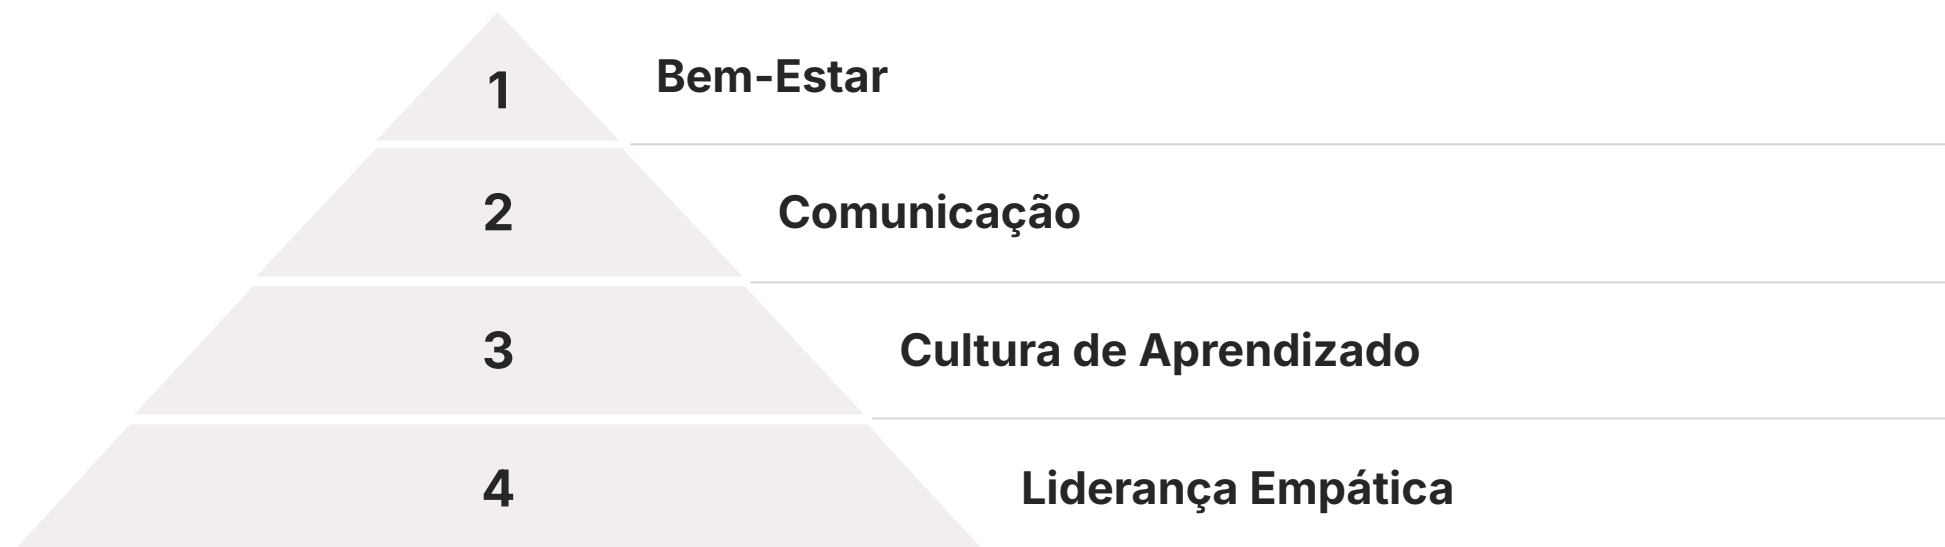 1
Bem-Estar
2
Comunicação
3
Cultura de Aprendizado
4
Liderança Empática